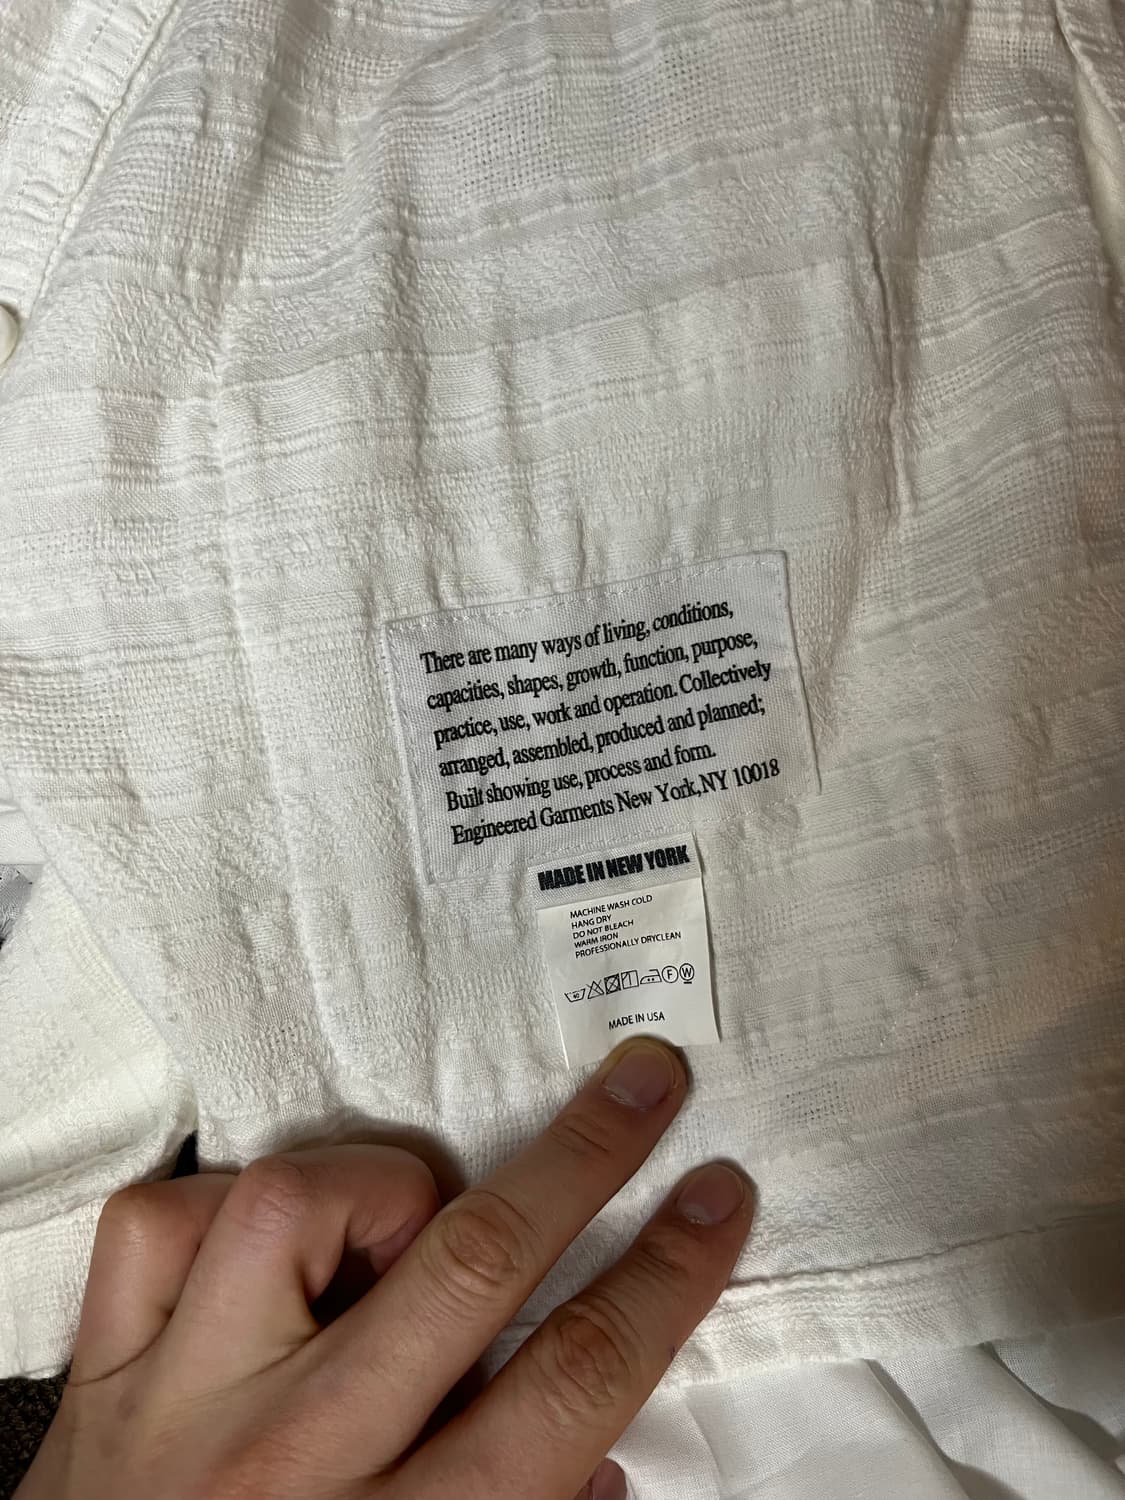 There are many ways of living, conditions,
capacities, shapes, growth, function, purpose,
practice, use, work and operation. Collectively
arranged, assembled, produced and planned;
Built showing use, process and form.
Engineered Garments New York,NY 10018
MADE IN NEW YORK
MACHINE WASH COLD
HANG DRY
DO NOT BLEACH
WARM IRON
PROFESSIONALLY DRYCLEAN
40 F W
MADE IN USA